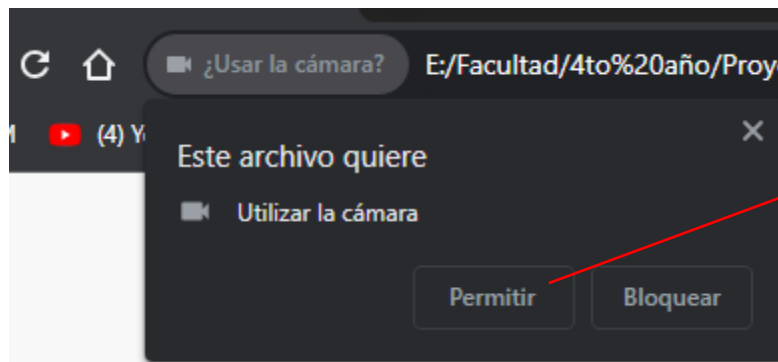 ¿Usar la cámara? E:/Facultad/4to%20año/Proy
(4) Y
Este archivo quiere
Utilizar la cámara
Permitir Bloquear